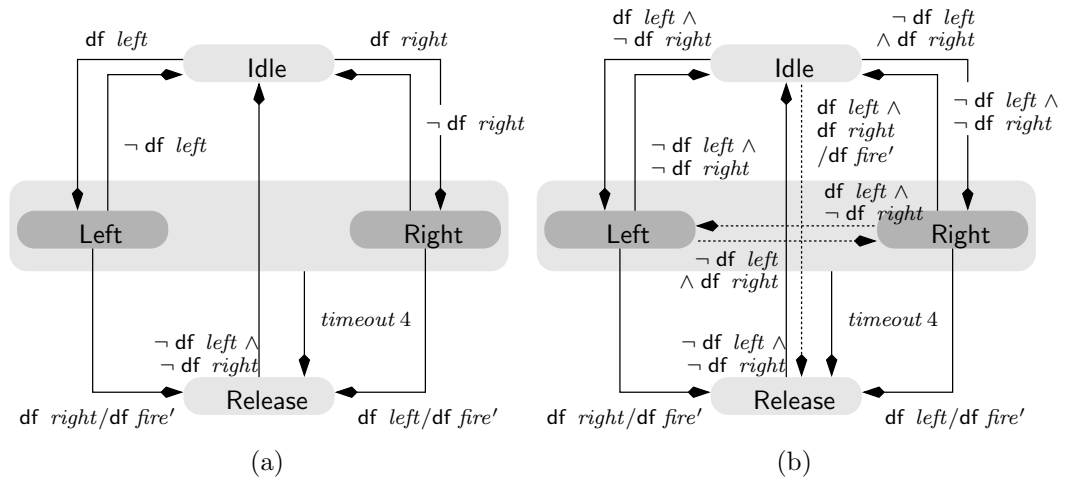 df left
df right
Idle
¬ df left
¬ df right
Left
Right
timeout 4
¬ df left ∧
¬ df right
Release
df right/df fire′
df left/df fire′
(a)
df left ∧
¬ df right
¬ df left
∧ df right
Idle
df left ∧
df right
/df fire′
¬ df left ∧
¬ df right
¬ df left ∧
¬ df right
df left ∧
¬ df right
Left
Right
¬ df left
∧ df right
timeout 4
¬ df left ∧
¬ df right
Release
df right/df fire′
df left/df fire′
(b)